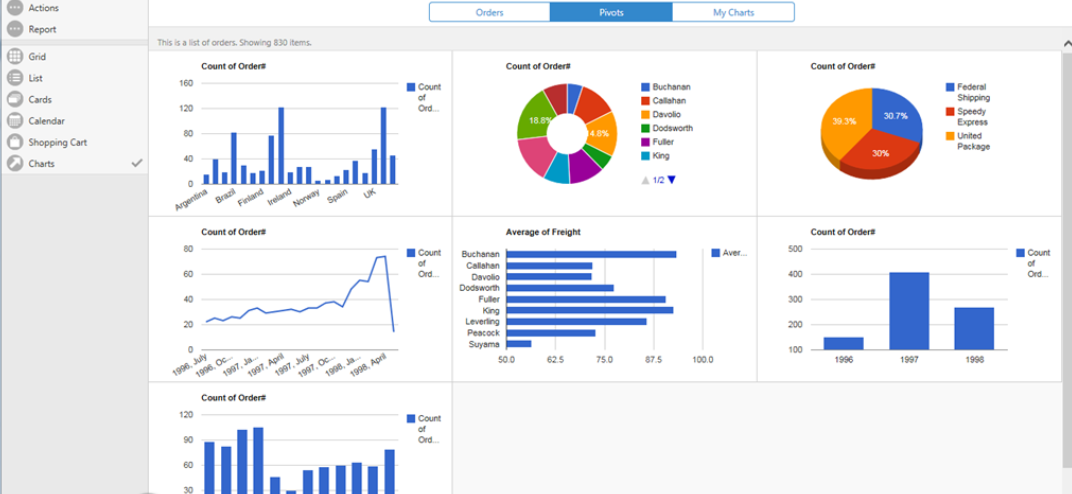 Actions
Report
Grid
List
Cards
Calendar
Shopping Cart
Charts
Orders
Pivots
My Charts
This is a list of orders. Showing 830 items.
Count of Order#
160
120
80
40
0
Argentina
Brazil
Finland
Ireland
Norway
Spain
UK
Count
of
Ord...
Count of Order#
18.8%
14.8%
Buchanan
Callahan
Davolio
Dodsworth
Fuller
King
1/2
Count of Order#
39.3%
30.7%
30%
Federal
Shipping
Speedy
Express
United
Package
Count of Order#
80
60
40
20
0
1996, July
1996, Oc...
1997, Ja...
1997, April
1997, July
1997, Oc...
1998, Ja...
1998, April
Count
of
Ord...
Average of Freight
Buchanan
Callahan
Davolio
Dodsworth
Fuller
King
Leverling
Peacock
Suyama
50.0 62.5 75.0 87.5 100.0
Aver...
Count of Order#
500
400
300
200
100
1996 1997 1998
Count
of
Ord...
Count of Order#
120
90
60
30
Count
of
Ord...